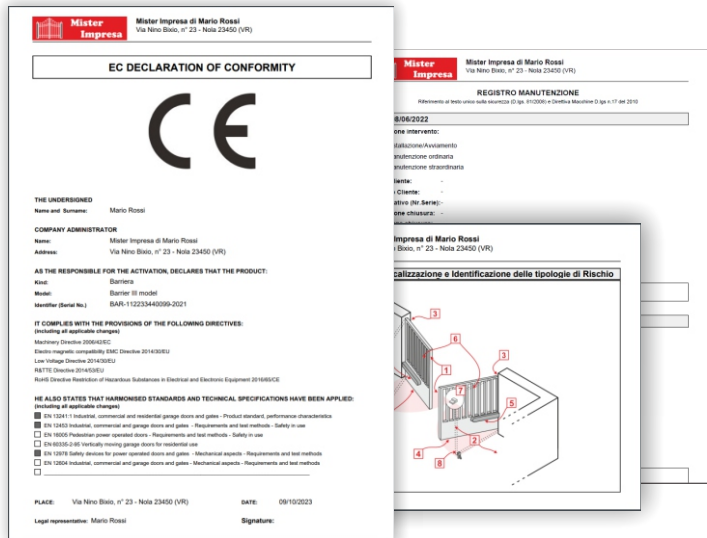 Mister
Impresa
Mister Impresa di Mario Rossi
Via Nino Bixio, n° 23 - Nola 23450 (VR)
EC DECLARATION OF CONFORMITY
CE
THE UNDERSIGNED
Name and Surname: Mario Rossi
COMPANY ADMINISTRATOR
Name: Mister Impresa di Mario Rossi
Address: Via Nino Bixio, n° 23 - Nola 23450 (VR)
AS THE RESPONSIBLE FOR THE ACTIVATION, DECLARES THAT THE PRODUCT:
Kind: Barriera
Model: Barrier III model
Identifier (Serial No.) BAR-112233440099-2021
IT COMPLIES WITH THE PROVISIONS OF THE FOLLOWING DIRECTIVES:
(including all applicable changes)
Machinery Directive 2006/42/EC
Electro magnetic compatibility EMC Directive 2014/30/EU
Low Voltage Directive 2014/30/EU
R&TTE Directive 2014/53/EU
RoHS Directive Restriction of Hazardous Substances in Electrical and Electronic Equipment 2016/65/CE
HE ALSO STATES THAT HARMONISED STANDARDS AND TECHNICAL SPECIFICATIONS HAVE BEEN APPLIED:
(including all applicable changes)
EN 13241:1 Industrial, commercial and residential garage doors and gates - Product standard, performance characteristics
EN 12453 Industrial, commercial and garage doors and gates - Requirements and test methods - Safety in use
EN 16005 Pedestrian power operated doors - Requirements and test methods - Safety in use
EN 60335-2-95 Vertically moving garage doors for residential use
EN 12978 Safety devices for power operated doors and gates - Mechanical aspects - Requirements and test methods
EN 12604 Industrial, commercial and garage doors and gates - Mechanical aspects - Requirements and test methods
PLACE: Via Nino Bixio, n° 23 - Nola 23450 (VR) DATE: 09/10/2023
Legal representative: Mario Rossi Signature:
Mister
Impresa
Mister Impresa di Mario Rossi
Via Nino Bixio, n° 23 - Nola 23450 (VR)
REGISTRO MANUTENZIONE
Riferimento al testo unico sulla sicurezza (D.lgs. 81/2008) e Direttiva Macchine D.lgs n.17 del 2010
8/06/2022
one intervento:
stallazione/Avviamento
anutenzione ordinaria
anutenzione straordinaria
liente: -
o Cliente: -
ativo (Nr.Serie):-
one chiusura: -
Impresa di Mario Rossi
Bixio, n° 23 - Nola 23450 (VR)
calizzazione e Identificazione delle tipologie di Rischio
3
6
3
1
7
5
4
2
8